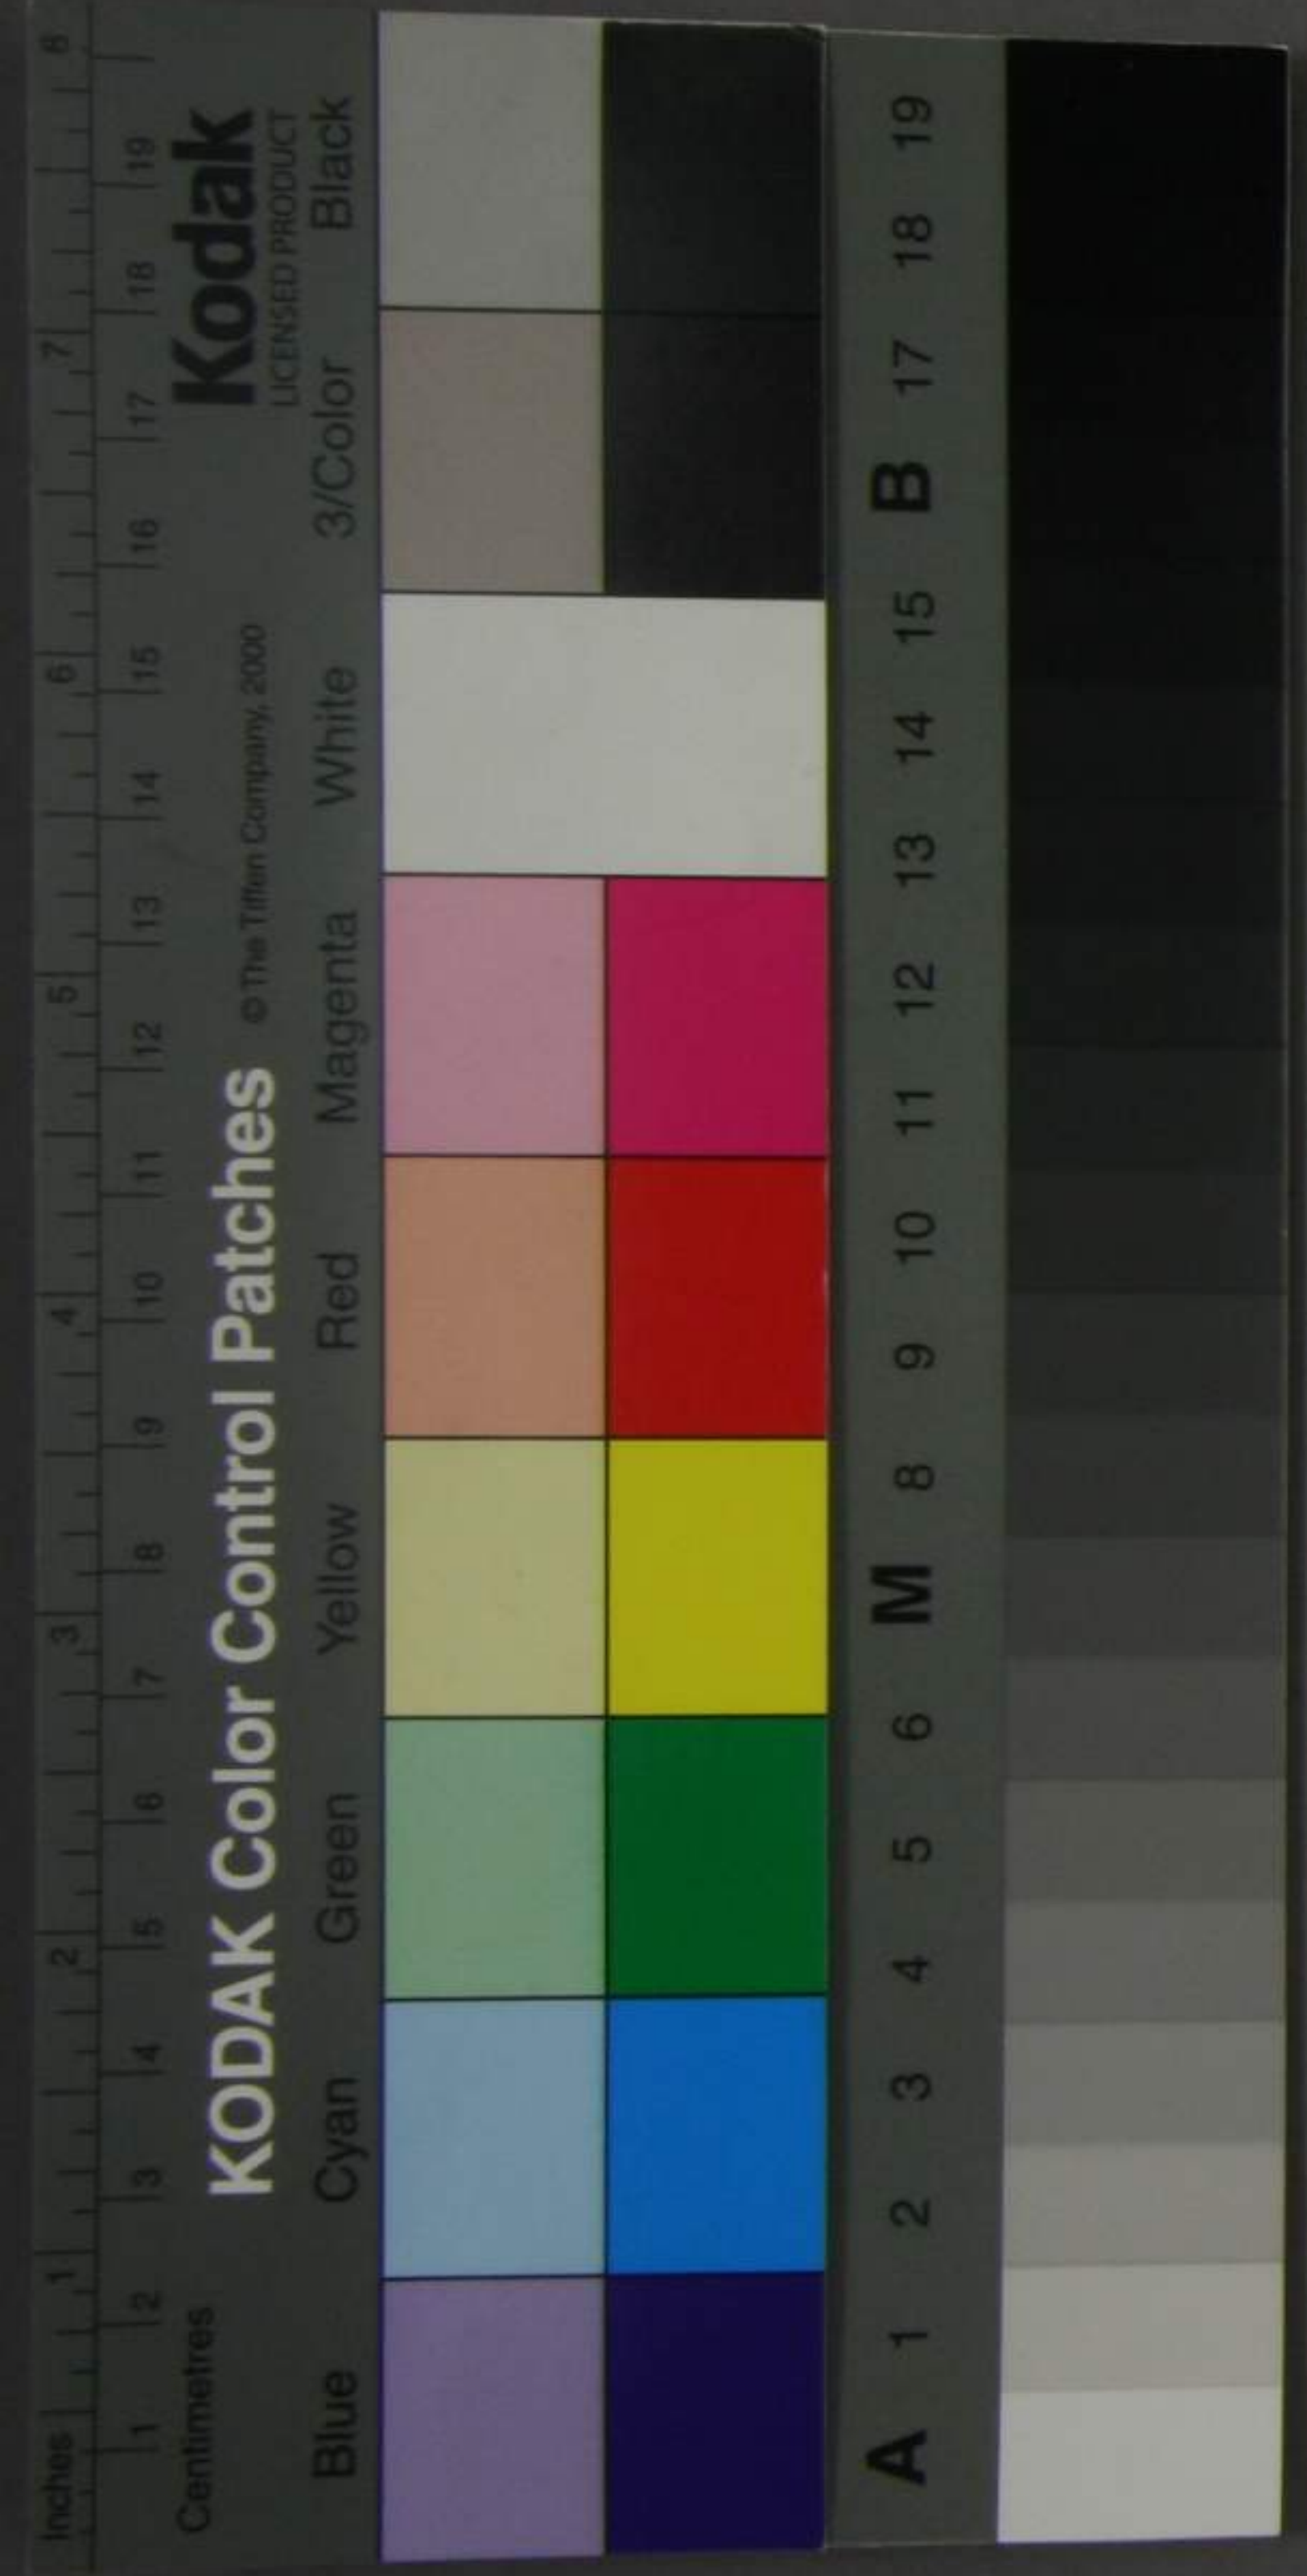 Inches 1 2 3 4 5 6 7 8
1 2 3 4 5 6 7 8 9 10 11 12 13 14 15 16 17 18 19
Centimetres
KODAK Color Control Patches © The Tiffen Company, 2000
Kodak
LICENSED PRODUCT
Blue Cyan Green Yellow Red Magenta White 3/Color Black
A 1 2 3 4 5 6 M 8 9 10 11 12 13 14 15 B 17 18 19